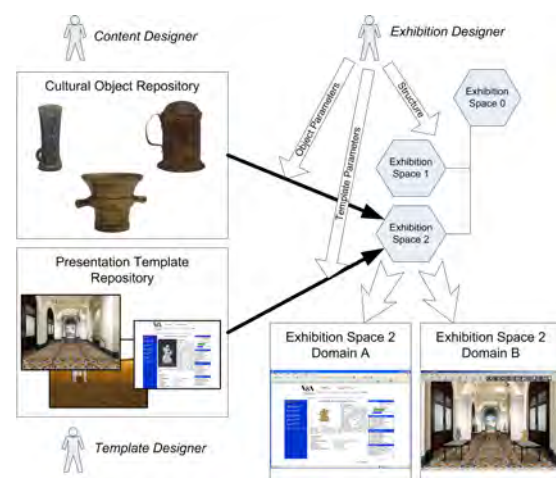 Content Designer
Exhibition Designer
Cultural Object Repository
Object Parameters
Template Parameters
Structure
Exhibition
Space 0
Exhibition
Space 1
Exhibition
Space 2
Presentation Template
Repository
Exhibition Space 2
Domain A
Exhibition Space 2
Domain B
Template Designer